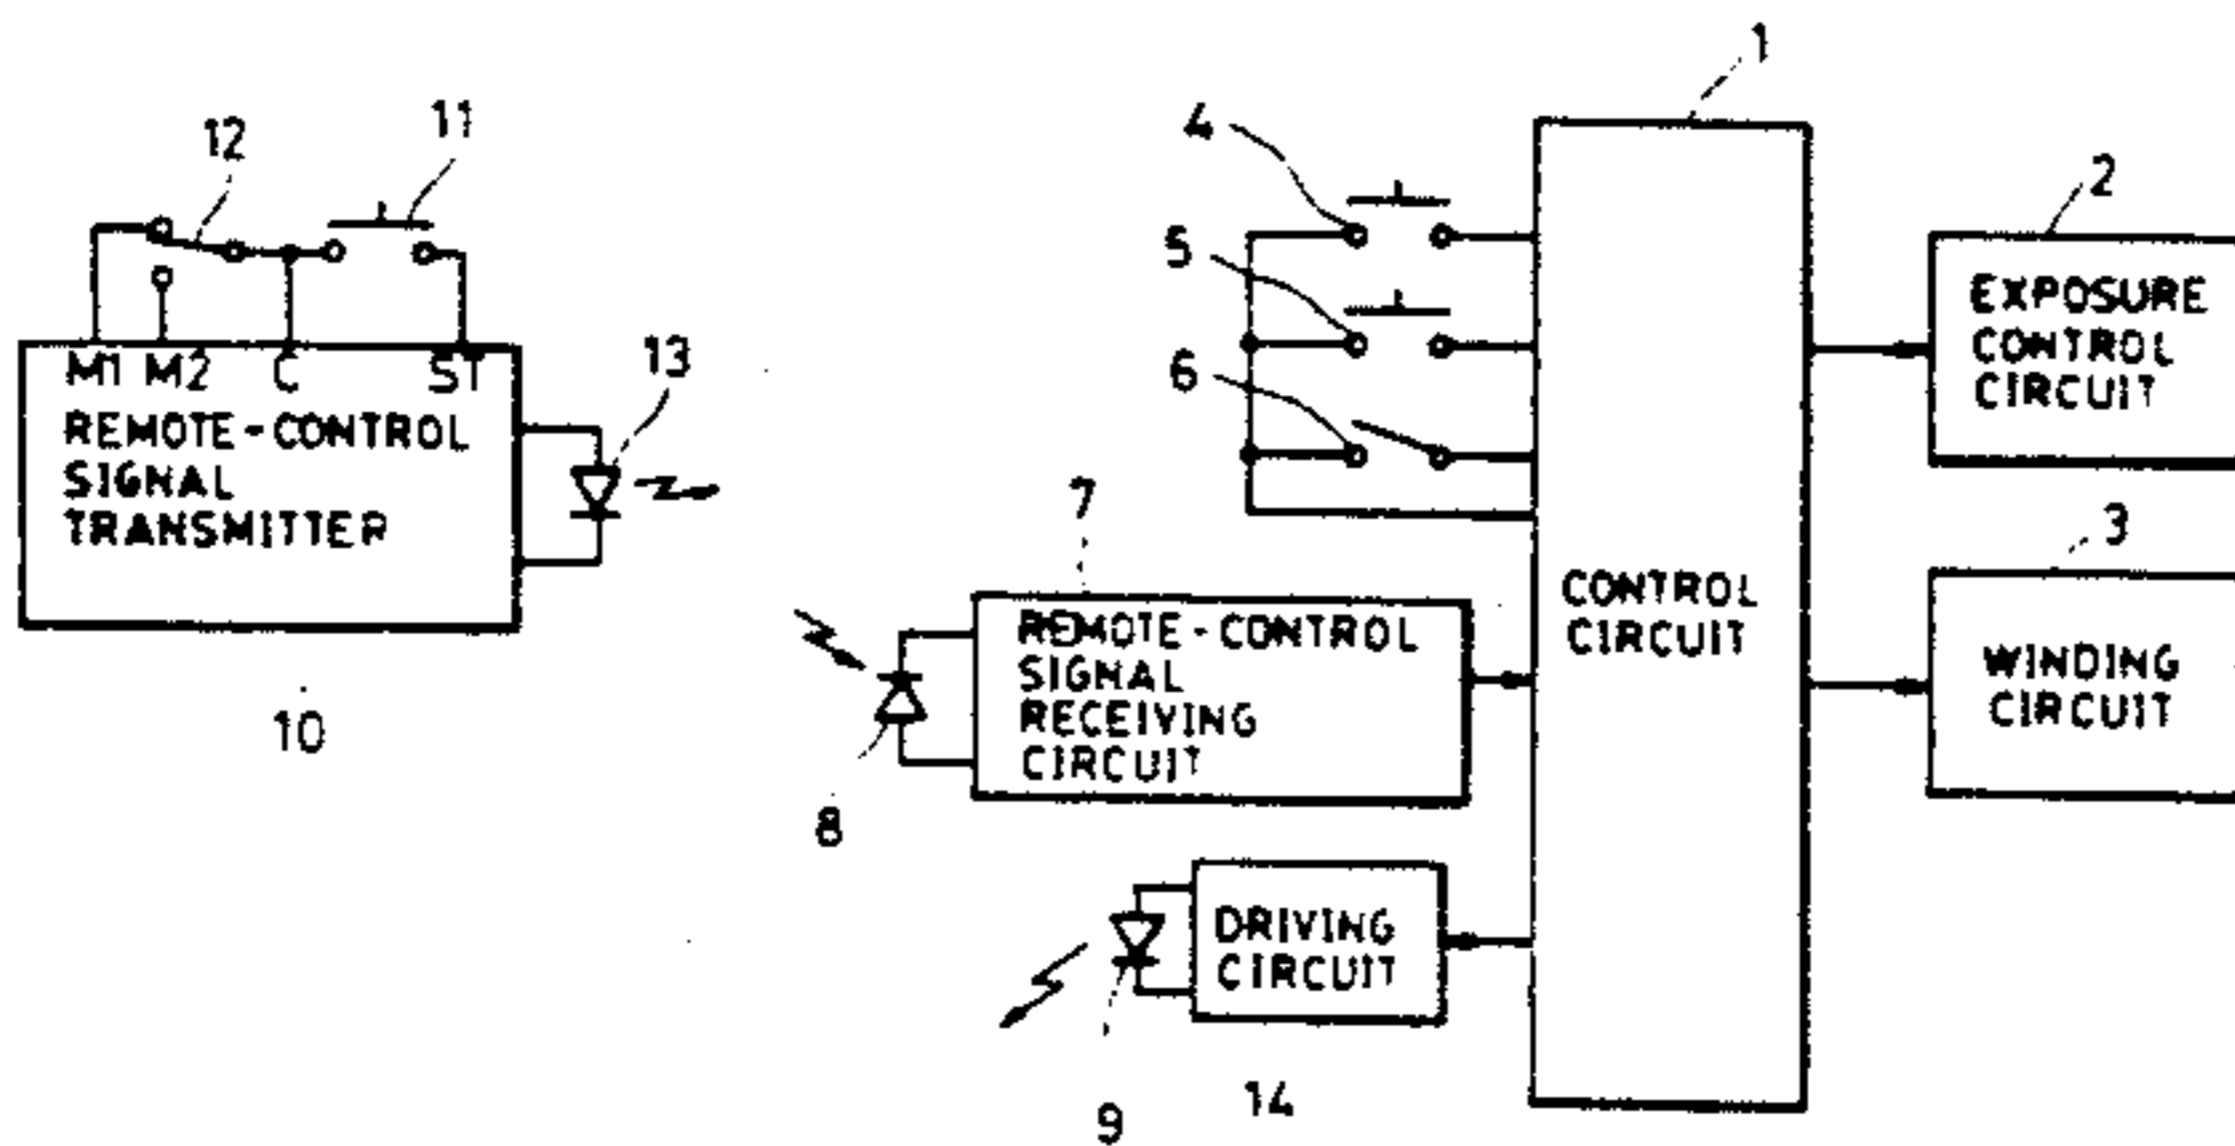 1
11
12
4
2
5
EXPOSURE
CONTROL
CIRCUIT
13
6
M1 M2 C ST
REMOTE-CONTROL
SIGNAL
TRANSMITTER
7
3
CONTROL
CIRCUIT
REMOTE-CONTROL
SIGNAL
RECEIVING
CIRCUIT
WINDING
CIRCUIT
10
8
DRIVING
CIRCUIT
14
9